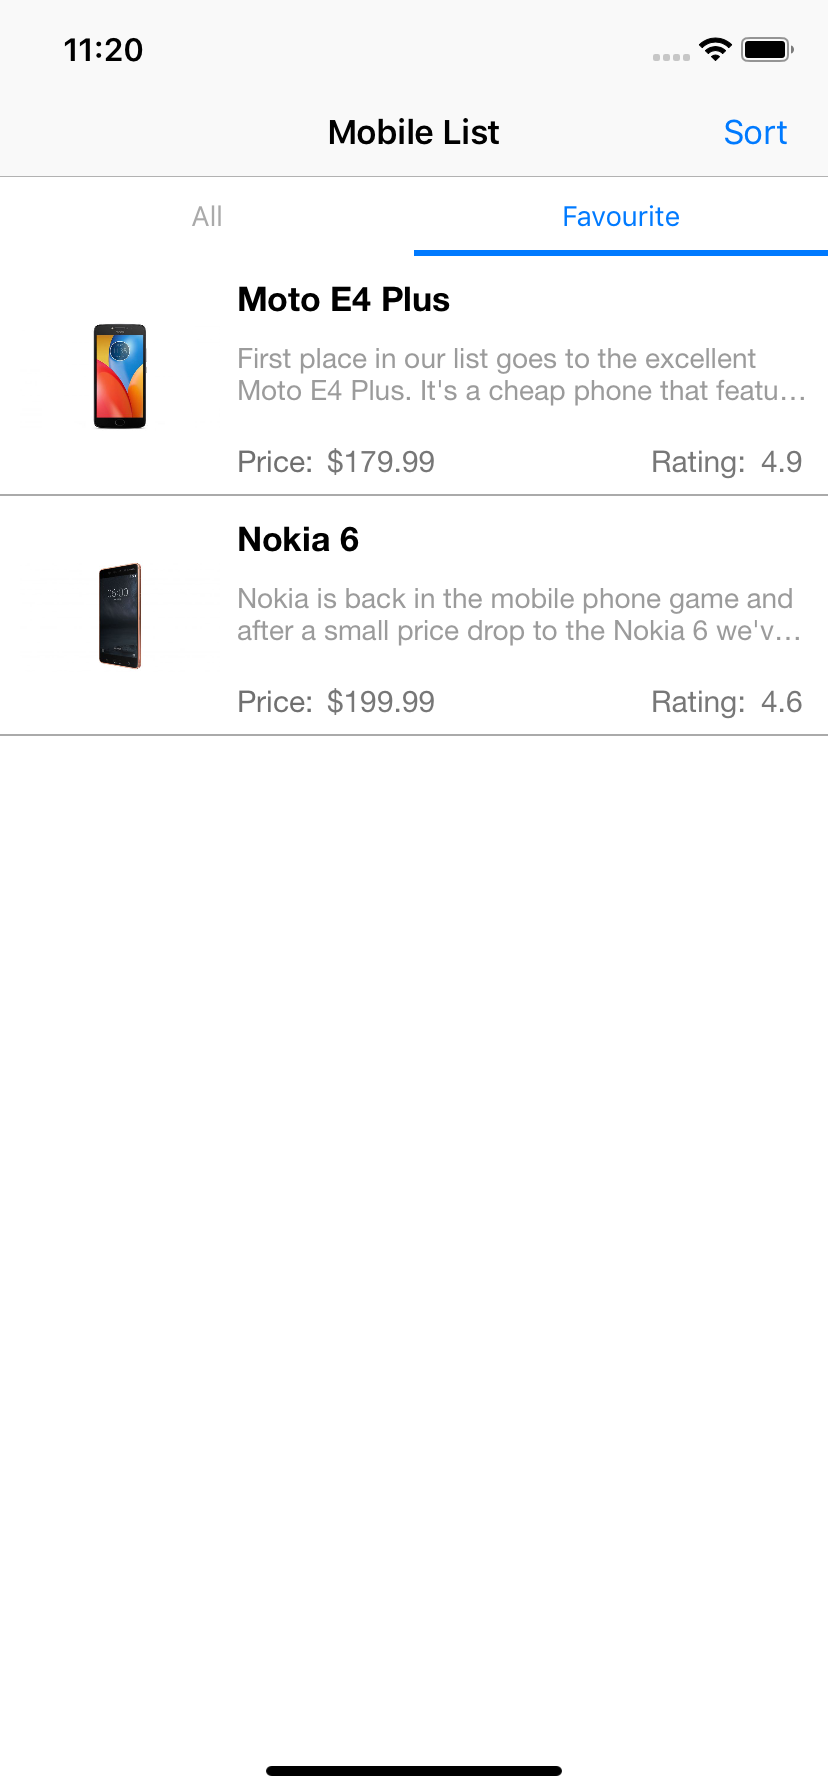 11:20
Mobile List
Sort
All
Favourite
Moto E4 Plus
First place in our list goes to the excellent
Moto E4 Plus. It's a cheap phone that featu...
Price: $179.99
Rating: 4.9
Nokia 6
Nokia is back in the mobile phone game and
after a small price drop to the Nokia 6 we'v...
Price: $199.99
Rating: 4.6